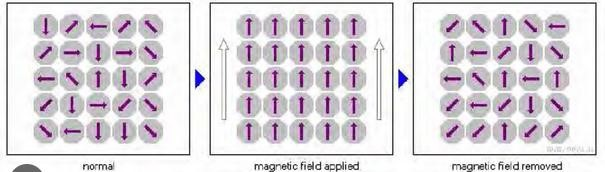 normal
magnetic field applied
magnetic field removed